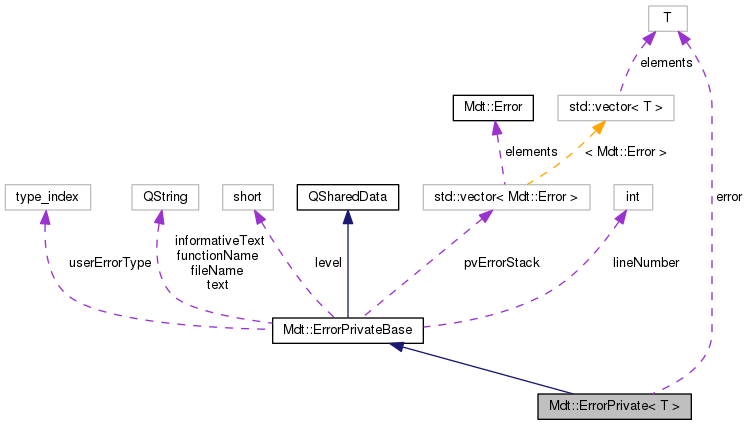 T
elements
Mdt::Error
std::vector< T >
elements
< Mdt::Error >
type_index
QString
short
QSharedData
std::vector< Mdt::Error >
int
error
userErrorType
informativeText
functionName
fileName
text
level
pvErrorStack
lineNumber
Mdt::ErrorPrivateBase
Mdt::ErrorPrivate< T >